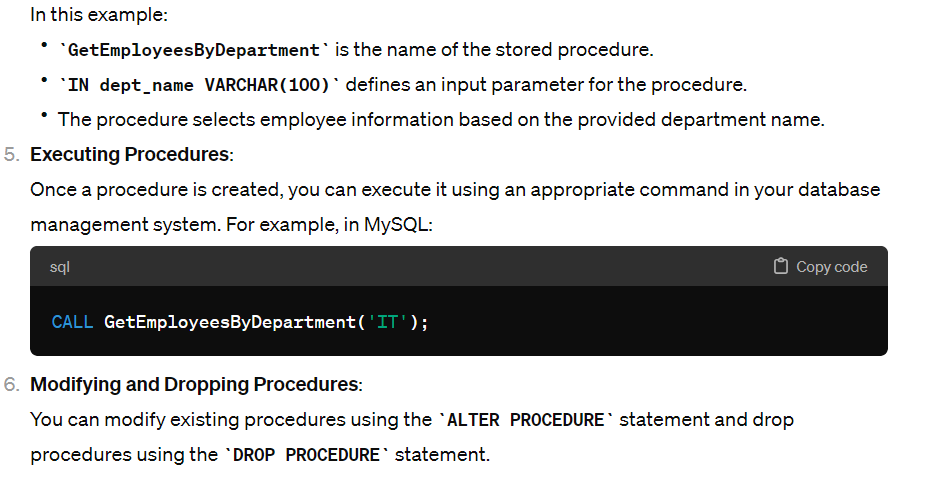 In this example:
• `GetEmployeesByDepartment` is the name of the stored procedure.
• `IN dept_name VARCHAR(100)` defines an input parameter for the procedure.
• The procedure selects employee information based on the provided department name.
5. Executing Procedures:
Once a procedure is created, you can execute it using an appropriate command in your database
management system. For example, in MySQL:
sql Copy code
CALL GetEmployeesByDepartment('IT');
6. Modifying and Dropping Procedures:
You can modify existing procedures using the `ALTER PROCEDURE` statement and drop
procedures using the `DROP PROCEDURE` statement.